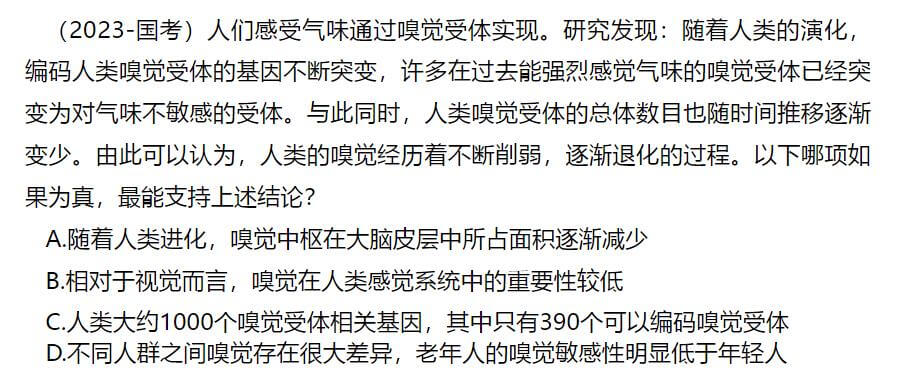 （2023-国考）人们感受气味通过嗅觉受体实现。研究发现：随着人类的演化，
编码人类嗅觉受体的基因不断突变，许多在过去能强烈感觉气味的嗅觉受体已经突
变为对气味不敏感的受体。与此同时，人类嗅觉受体的总体数目也随时间推移逐渐
变少。由此可以认为，人类的嗅觉经历着不断削弱，逐渐退化的过程。以下哪项如
果为真，最能支持上述结论？
A.随着人类进化，嗅觉中枢在大脑皮层中所占面积逐渐减少
B.相对于视觉而言，嗅觉在人类感觉系统中的重要性较低
C.人类大约1000个嗅觉受体相关基因，其中只有390个可以编码嗅觉受体
D.不同人群之间嗅觉存在很大差异，老年人的嗅觉敏感性明显低于年轻人